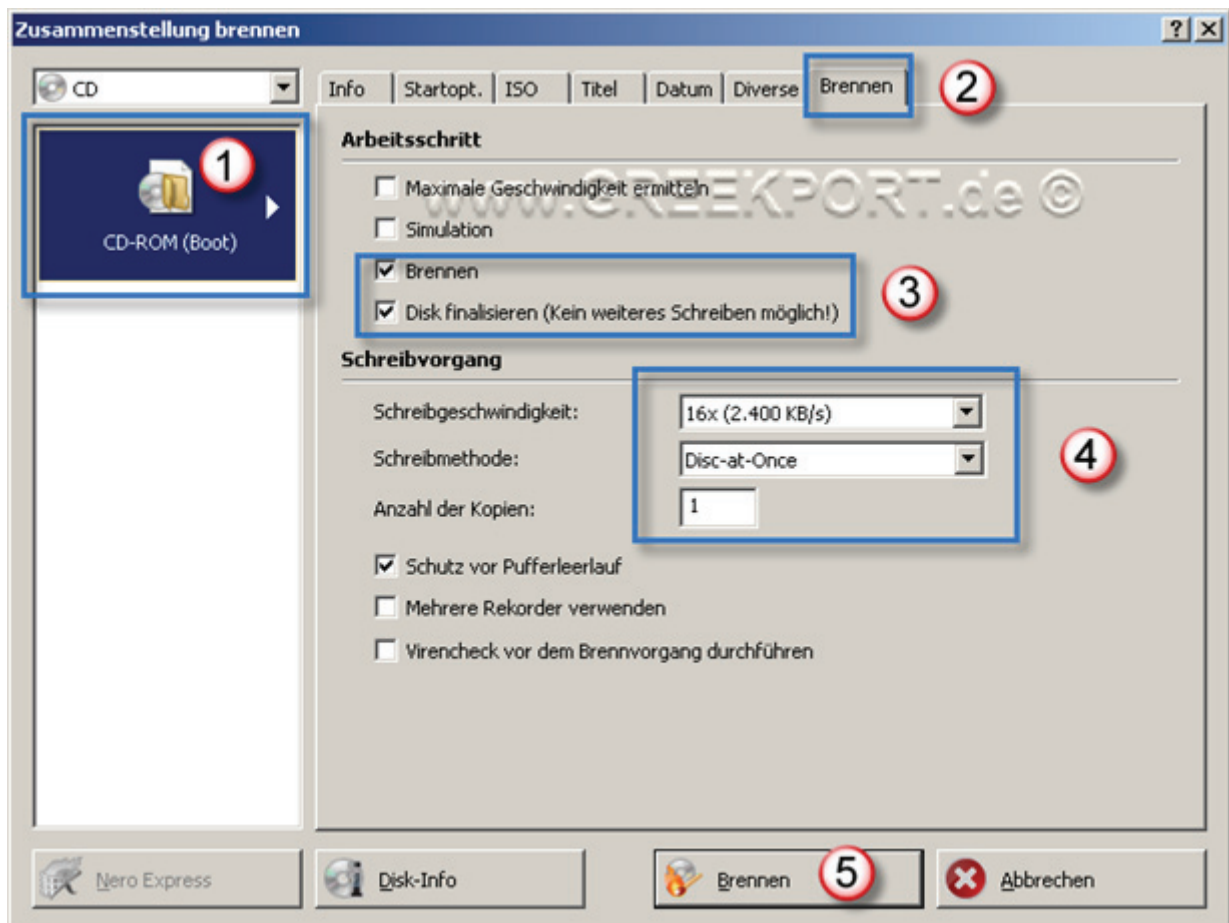 Zusammenstellung brennen
CD
Info Startopt. ISO Titel Datum Diverse Brennen
2
1
CD-ROM (Boot)
Arbeitsschritt
Maximale Geschwindigkeit ermitteln
www.GREEKPORT.de ©
Simulation
Brennen
3
Disk finalisieren (Kein weiteres Schreiben möglich!)
Schreibvorgang
Schreibgeschwindigkeit: 16x (2.400 KB/s)
Schreibmethode: Disc-at-Once
4
Anzahl der Kopien: 1
Schutz vor Pufferleerlauf
Mehrere Rekorder verwenden
Virencheck vor dem Brennvorgang durchführen
Nero Express Disk-Info Brennen 5 Abbrechen